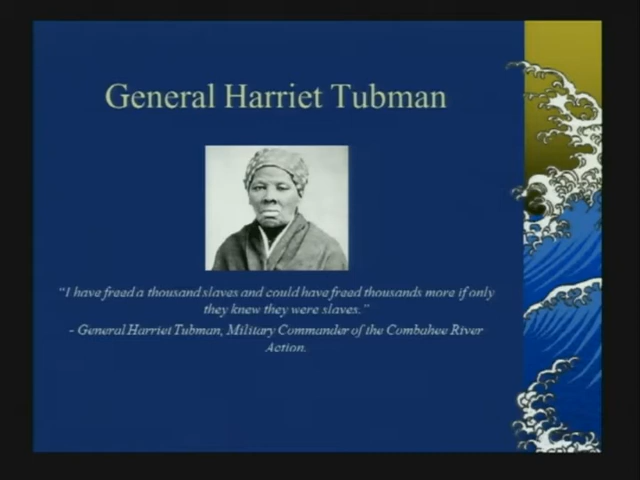 General Harriet Tubman
“I have freed a thousand slaves and could have freed thousands more if only
they knew they were slaves.”
- General Harriet Tubman, Military Commander of the Combahee River
Action.